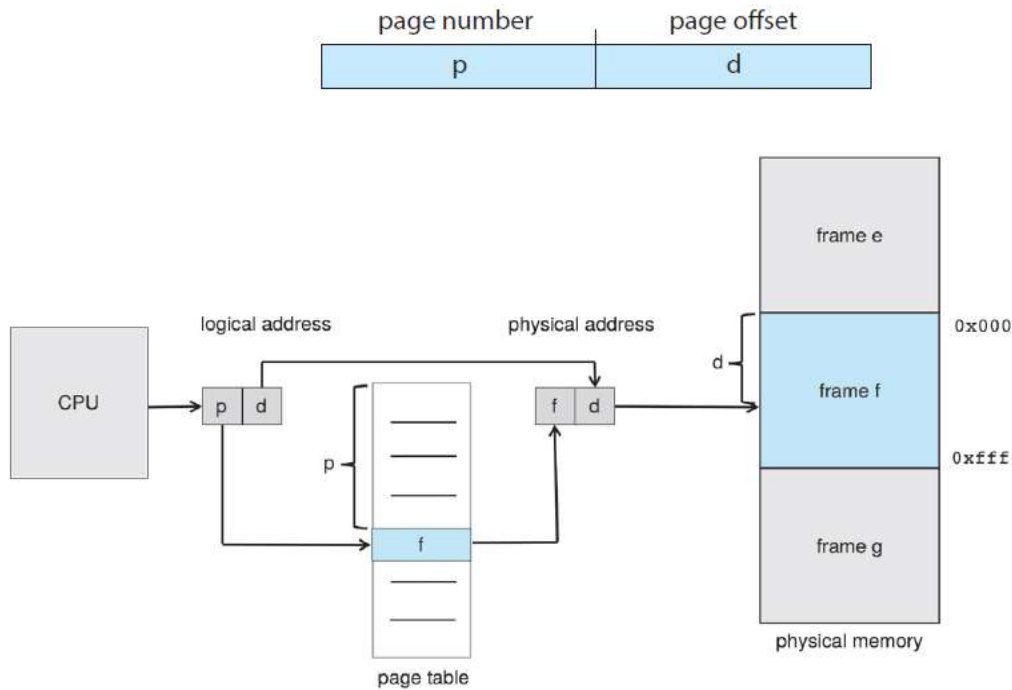 page number page offset
p d
frame e
logical address physical address
0x000
d
CPU
p d
f d
frame f
p
0xfff
f
frame g
physical memory
page table